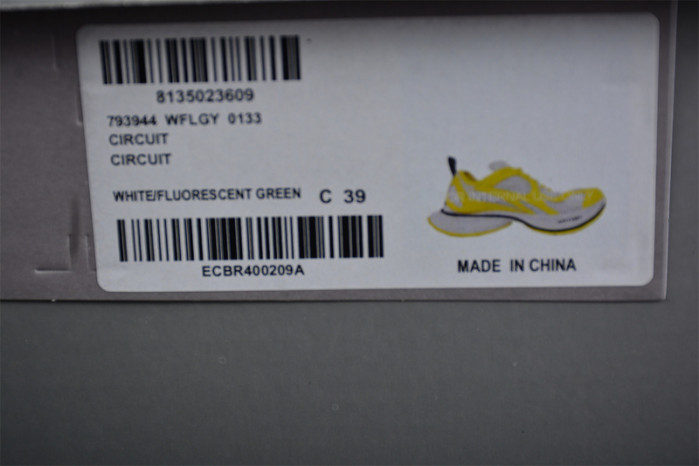 8135023609
793944 WFLGY 0133
CIRCUIT
CIRCUIT
WHITE/FLUORESCENT GREEN C 39
ECBR400209A
MADE IN CHINA